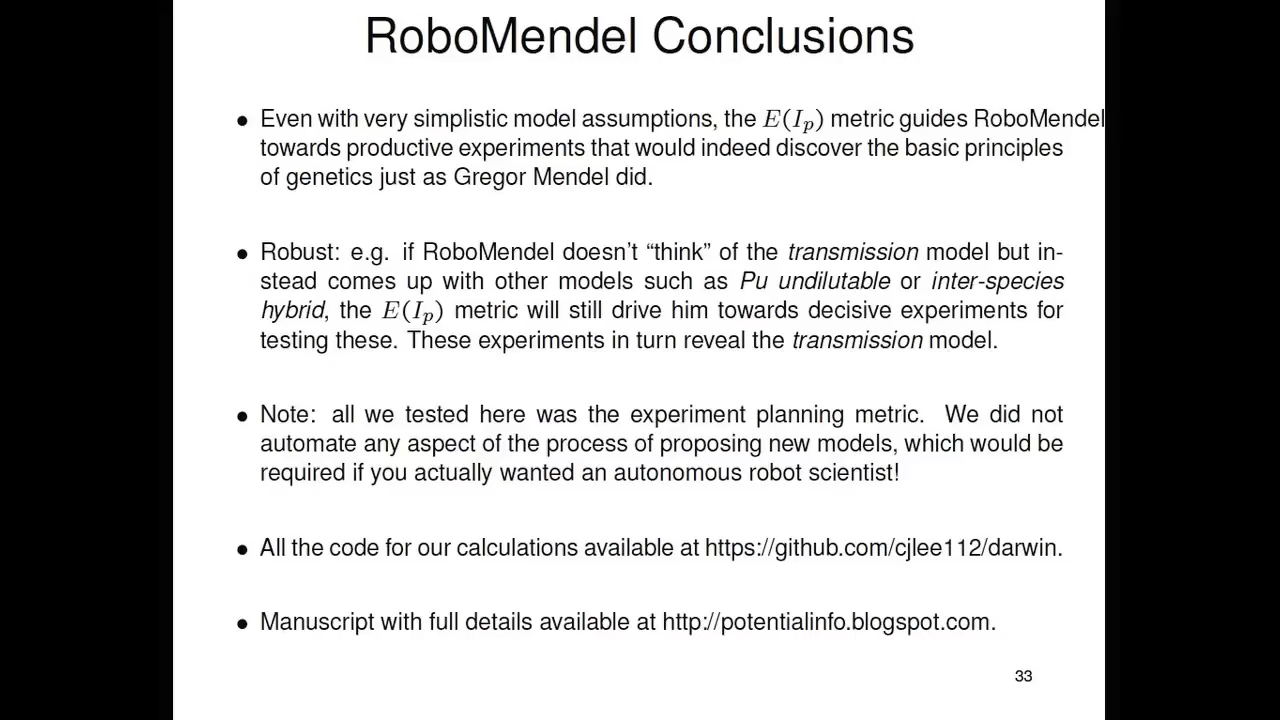 RoboMendel Conclusions
• Even with very simplistic model assumptions, the E(I_p) metric guides RoboMendel
towards productive experiments that would indeed discover the basic principles
of genetics just as Gregor Mendel did.
• Robust: e.g. if RoboMendel doesn't “think” of the transmission model but in-
stead comes up with other models such as Pu undilutable or inter-species
hybrid, the E(I_p) metric will still drive him towards decisive experiments for
testing these. These experiments in turn reveal the transmission model.
• Note: all we tested here was the experiment planning metric. We did not
automate any aspect of the process of proposing new models, which would be
required if you actually wanted an autonomous robot scientist!
• All the code for our calculations available at https://github.com/cjlee112/darwin.
• Manuscript with full details available at http://potentialinfo.blogspot.com.
33